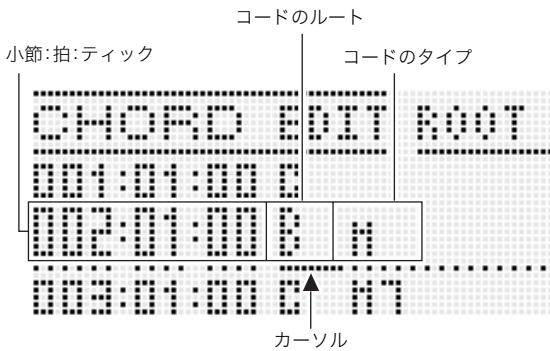 コードのルート
小節:拍:ティック
コードのタイプ
CHORD EDIT ROOT
001:01:00 C
002:01:00 B M
003:01:00 C M7
カーソル